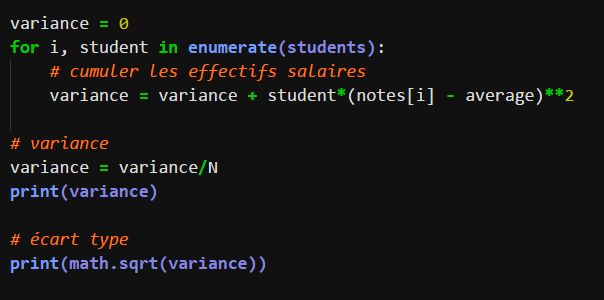 variance = 0
for i, student in enumerate(students):
# cumuler les effectifs salaires
variance = variance + student*(notes[i] - average)**2
# variance
variance = variance/N
print(variance)
# écart type
print(math.sqrt(variance))